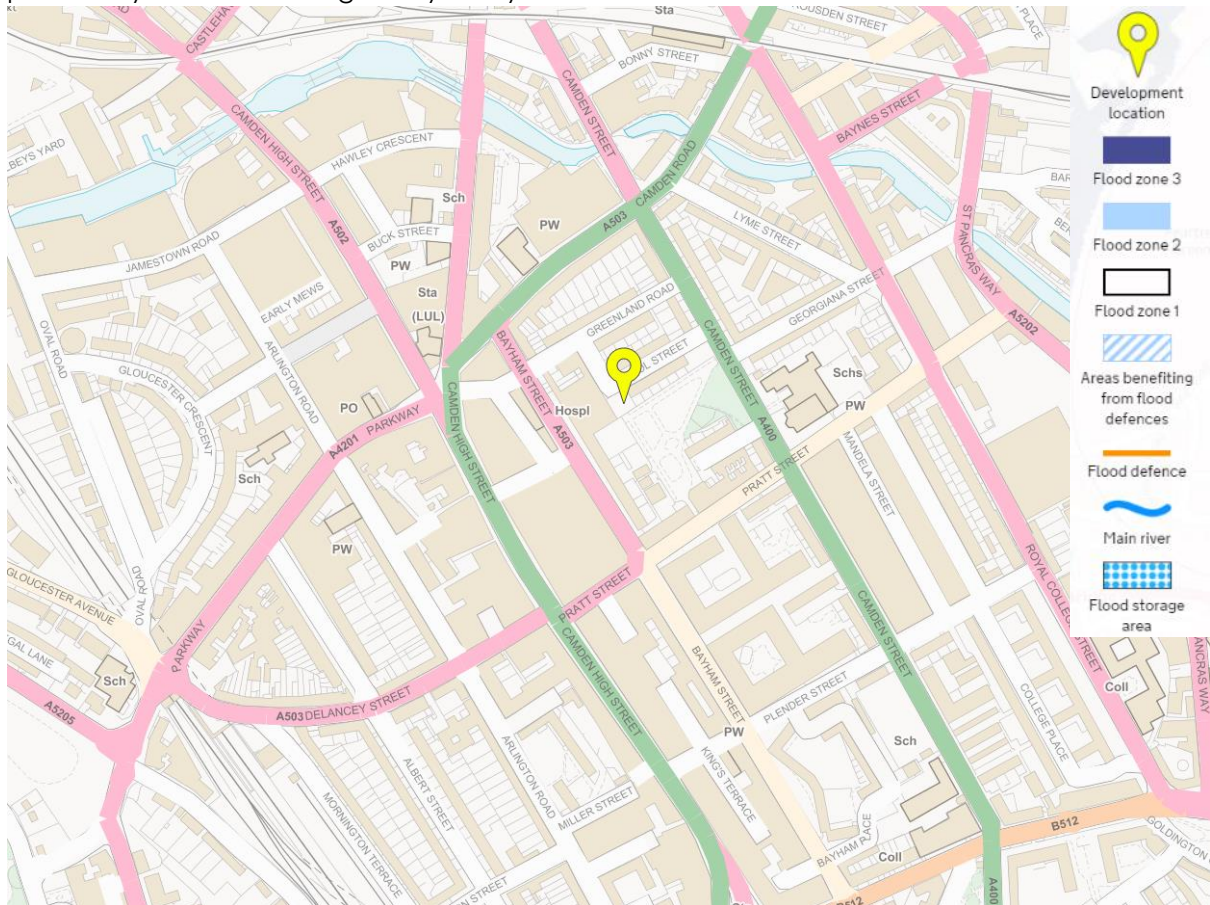 Sta
ROUSDEN STREET
PLACE
CASTLEHA
BONNY STREET
CAMDEN STREET
BAYNES STREET
CAMDEN HIGH STREET
CAMDEN ROAD
BEYS YARD
HAWLEY CRESCENT
BAR
Sch
A503
ST PANCRAS WAY
BUCK STREET
PW
LYME STREET
A502
JAMESTOWN ROAD
PW
EARLY MEWS
Sta
(LUL)
GREENLAND ROAD
GEORGIANA STREET
A5202
OVAL ROAD
ARLINGTON ROAD
BAYHAM STREET
CAMDEN STREET
GLOUCESTER CRESCENT
Schs
PO
Hospl
PW
A4201
PARKWAY
CAMDEN HIGH STREET
A503
A400
Sch
PRATT STREET
MANDELA STREET
PW
OVAL ROAD
GLOUCESTER AVENUE
PRATT STREET
ROYAL COLLEGE STREET
PARKWAY
CAMDEN HIGH STREET
CAMDEN STREET
Sch
BAYHAM STREET
PLENDER STREET
Coll
A5205
A503 DELANCEY STREET
COLLEGE PLACE
PW
Sch
ARLINGTON ROAD
KING'S TERRACE
ALBERT STREET
MILLER STREET
MORNINGTON TERRACE
B512
BAYHAM PLACE
Coll
A400
B512
Development
location
Flood zone 3
Flood zone 2
Flood zone 1
Areas benefiting
from flood
defences
Flood defence
Main river
Flood storage
area